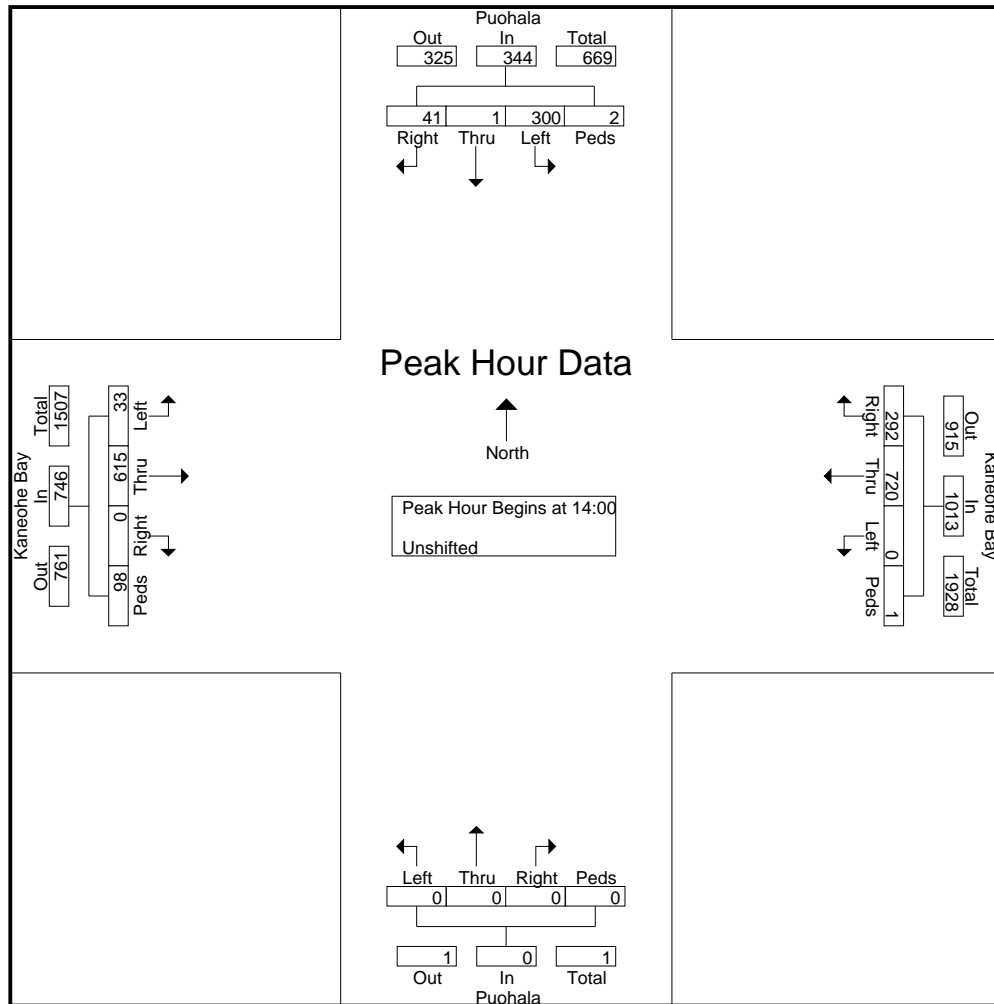 Puohala
Out In Total
325 344 669
41 1 300 2
Right Thru Left Peds
Peak Hour Data
North
Peak Hour Begins at 14:00
Unshifted
Kaneohe Bay
Total In Out
1507 746 761
33 615 0 98
Left Thru Right Peds
Right Thru Left Peds
292 720 0 1
915 1013 1928
Out In Total
Kaneohe Bay
Left Thru Right Peds
0 0 0 0
1 0 1
Out In Total
Puohala